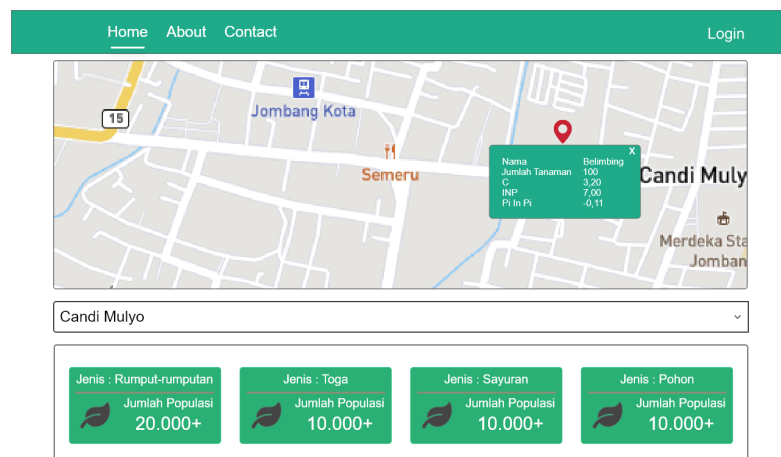 Home About Contact Login
15
Jombang Kota
Semeru
X
Nama Belimbing
Jumlah Tanaman 100
C 3,20
INP 7,00
Pi In Pi -0,11
Candi Muly
Merdeka Sta
Jomban
Candi Mulyo
Jenis : Rumput-rumputan
Jumlah Populasi
20.000+
Jenis : Toga
Jumlah Populasi
10.000+
Jenis : Sayuran
Jumlah Populasi
10.000+
Jenis : Pohon
Jumlah Populasi
10.000+